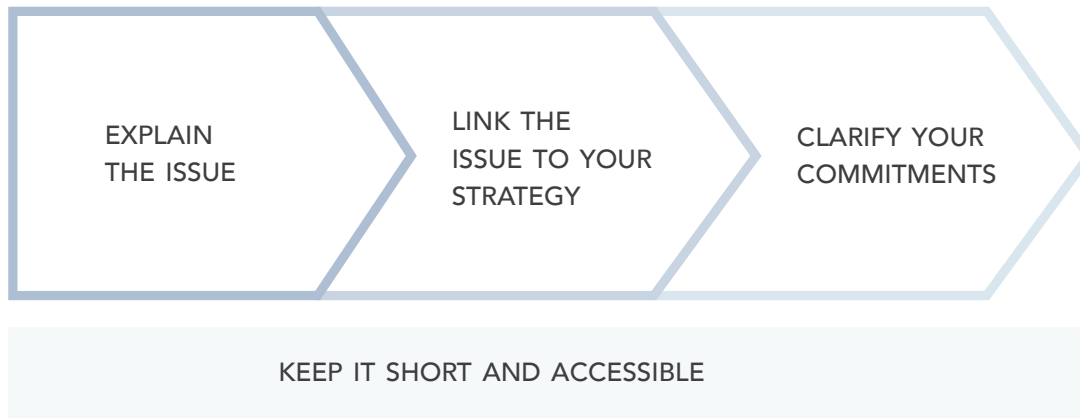 EXPLAIN
THE ISSUE
LINK THE
ISSUE TO YOUR
STRATEGY
CLARIFY YOUR
COMMITMENTS
KEEP IT SHORT AND ACCESSIBLE